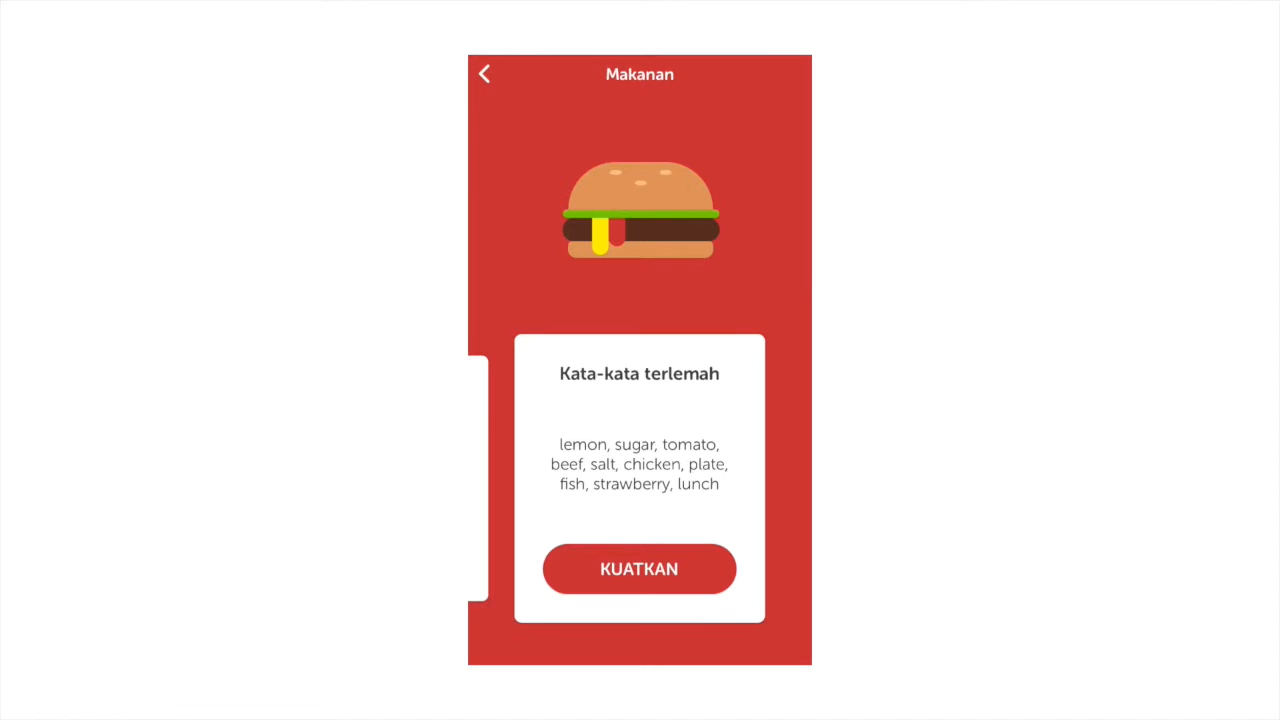 Makanan
Kata-kata terlemah
lemon, sugar, tomato,
beef, salt, chicken, plate,
fish, strawberry, lunch
KUATKAN